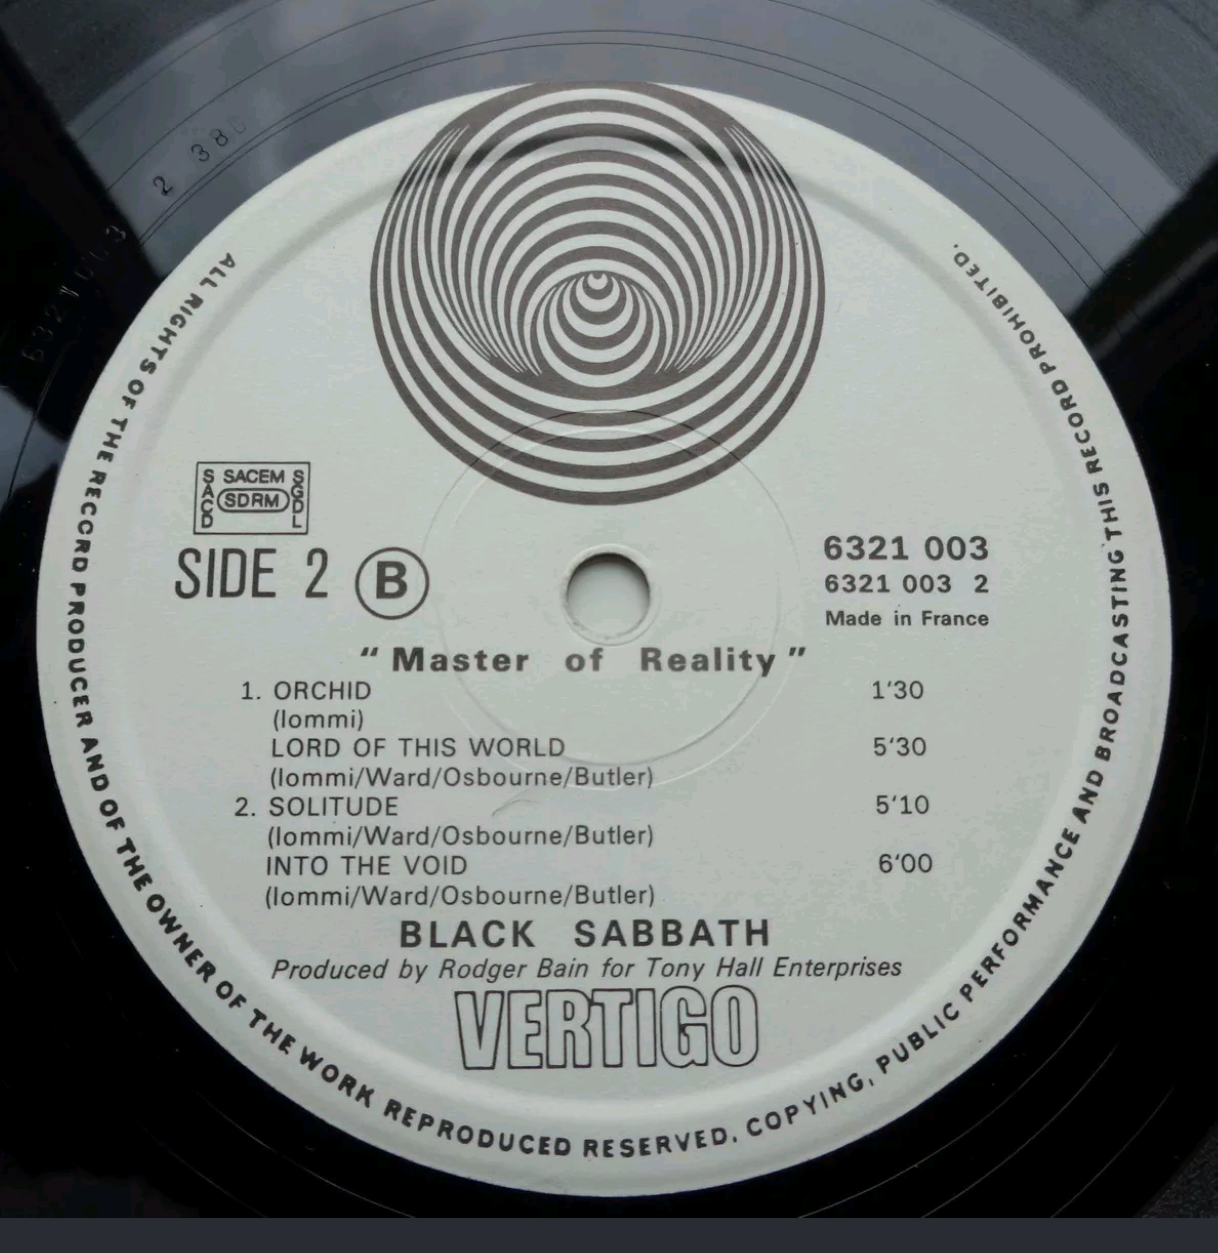 2 380
6321 003
ALL RIGHTS OF THE RECORD PRODUCER AND OF THE OWNER OF THE WORK REPRODUCED RESERVED. COPYING, PUBLIC PERFORMANCE AND BROADCASTING THIS RECORD PROHIBITED.
SACD SACEM SDRM SGDL
SIDE 2 B
6321 003
6321 003 2
Made in France
“Master of Reality”
1. ORCHID 1'30
(Iommi)
LORD OF THIS WORLD 5'30
(Iommi/Ward/Osbourne/Butler)
2. SOLITUDE 5'10
(Iommi/Ward/Osbourne/Butler)
INTO THE VOID 6'00
(Iommi/Ward/Osbourne/Butler)
BLACK SABBATH
Produced by Rodger Bain for Tony Hall Enterprises
VERTIGO